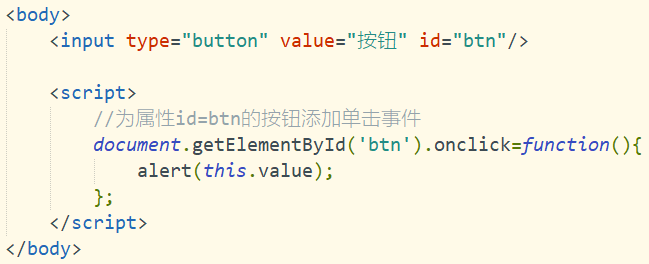 <body>
    <input type="button" value="按钮" id="btn"/>
    <script>
        //为属性id=btn的按钮添加单击事件
        document.getElementById('btn').onclick=function(){
            alert(this.value);
        };
    </script>
</body>